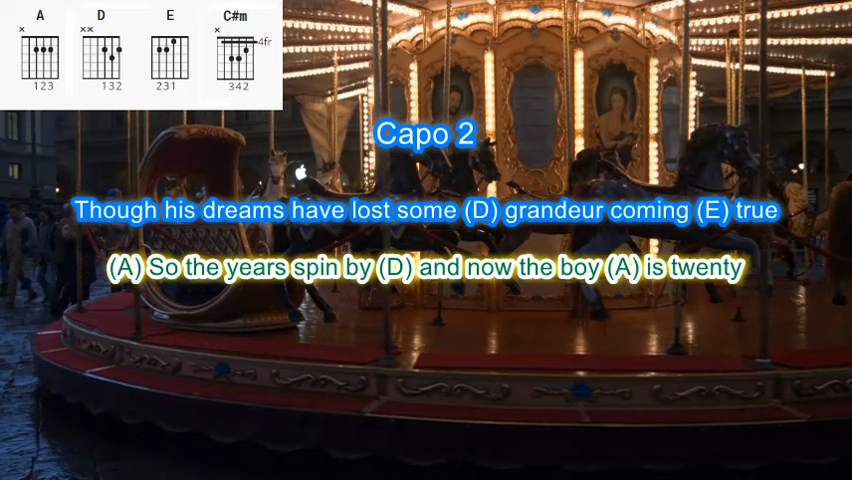 A D E C#m
x xx x 4fr
123 132 231 342
Capo 2
Though his dreams have lost some (D) grandeur coming (E) true
(A) So the years spin by (D) and now the boy (A) is twenty